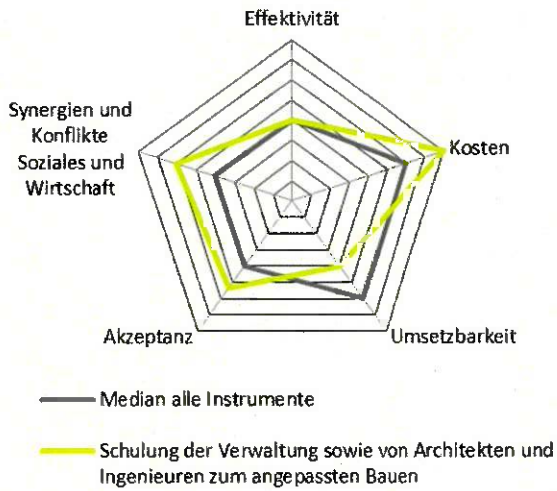 Effektivität
Synergien und
Konflikte
Soziales und
Wirtschaft
Kosten
Akzeptanz
Umsetzbarkeit
Median alle Instrumente
Schulung der Verwaltung sowie von Architekten und
Ingenieuren zum angepassten Bauen